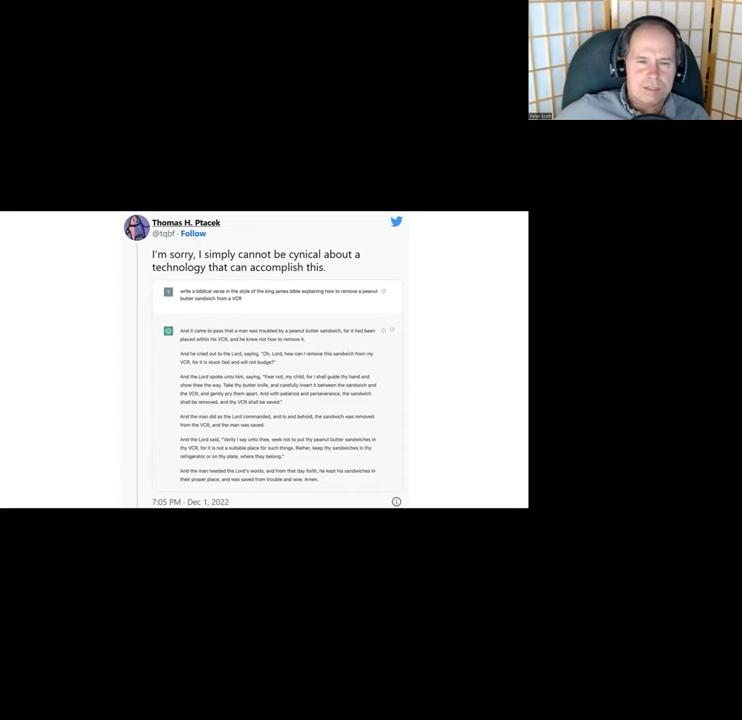 Peter Scott
Thomas H. Ptacek
@tqbf · Follow
I'm sorry, I simply cannot be cynical about a
technology that can accomplish this.
write a biblical verse in the style of the king james bible explaining how to remove a peanut
butter sandwich from a VCR
And it came to pass that a man was troubled by a peanut butter sandwich, for it had been
placed within his VCR, and he knew not how to remove it.
And he cried out to the Lord, saying, "Oh, Lord, how can I remove this sandwich from my
VCR, for it is stuck fast and will not budge?"
And the Lord spoke unto him, saying, "Fear not, my child, for I shall guide thy hand and
show thee the way. Take thy butter knife, and carefully insert it between the sandwich and
the VCR, and gently pry them apart. And with patience and perseverance, the sandwich
shall be removed, and thy VCR shall be saved."
And the man did as the Lord commanded, and lo and behold, the sandwich was removed
from the VCR, and the man was saved.
And the Lord said, "Verily I say unto thee, seek not to put thy peanut butter sandwiches in
thy VCR, for it is not a suitable place for such things. Rather, keep thy sandwiches in thy
refrigerator or on thy plate, where they belong."
And the man heeded the Lord's words, and from that day forth, he kept his sandwiches in
their proper place, and was saved from trouble and woe. Amen.
7:05 PM · Dec 1, 2022